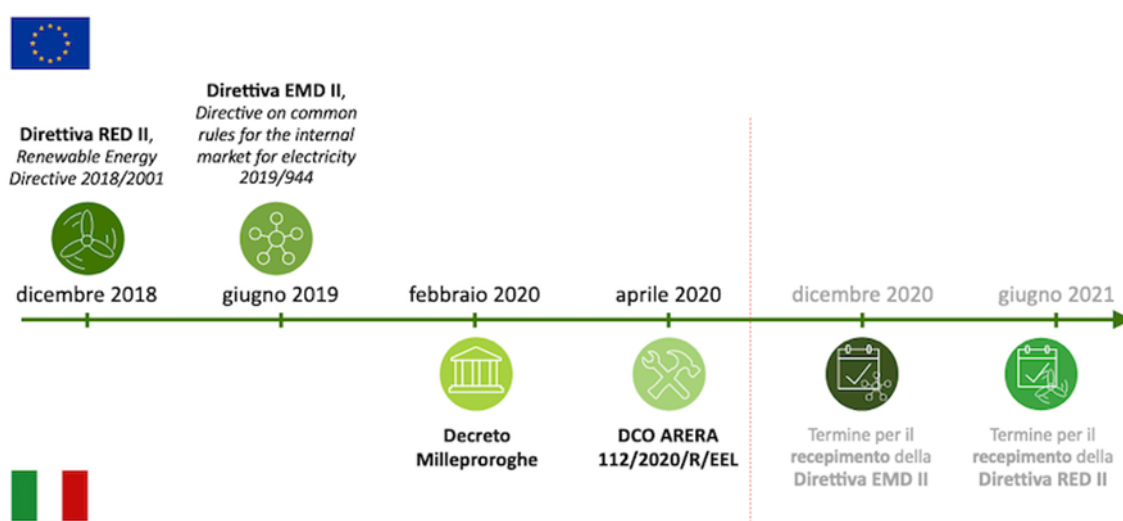 Direttiva RED II,
Renewable Energy
Directive 2018/2001
Direttiva EMD II,
Directive on common
rules for the internal
market for electricity
2019/944
dicembre 2018
giugno 2019
febbraio 2020
aprile 2020
dicembre 2020
giugno 2021
Decreto
Milleproroghe
DCO ARERA
112/2020/R/EEL
Termine per il
recepimento della
Direttiva EMD II
Termine per il
recepimento della
Direttiva RED II